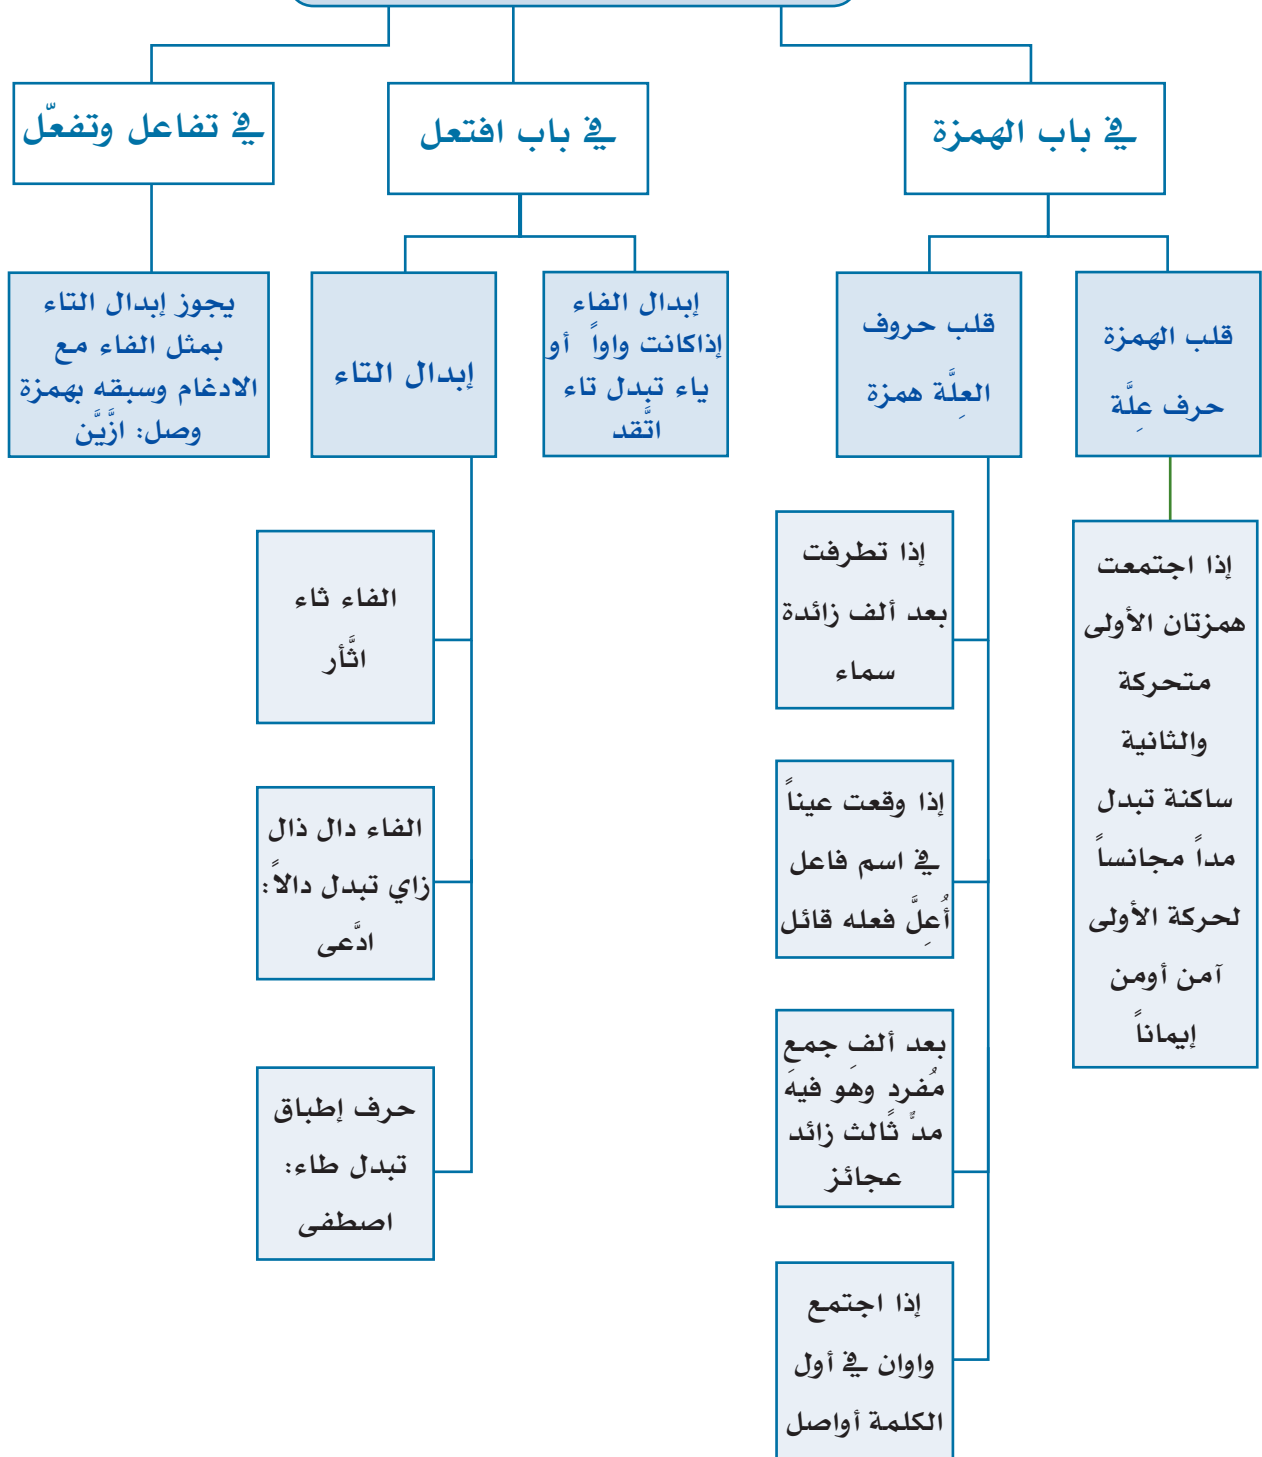 في باب الهمزة
في باب افتعل
في تفاعل وتفعّل
قلب الهمزة
حرف عِلَّة
قلب حروف
العِلَّة همزة
إبدال الفاء
إذاكانت واواً أو
ياء تبدل تاء
اتَّقد
إبدال التاء
يجوز إبدال التاء
بمثل الفاء مع
الادغام وسبقه بهمزة
وصل: ازَّيَّن
إذا اجتمعت
همزتان الأولى
متحركة
والثانية
ساكنة تبدل
مداً مجانساً
لحركة الأولى
آمن أومن
إيماناً
إذا تطرفت
بعد ألف زائدة
سماء
إذا وقعت عيناً
في اسم فاعل
أُعلَّ فعله قائل
بعد ألف جمع
مُفرد وهَو فيه
مدٌّ ثالث زائد
عجائز
إذا اجتمع
واوان في أول
الكلمة أواصل
الفاء ثاء
اثَّأر
الفاء دال ذال
زاي تبدل دالاً:
ادَّعى
حرف إطباق
تبدل طاء:
اصطفى